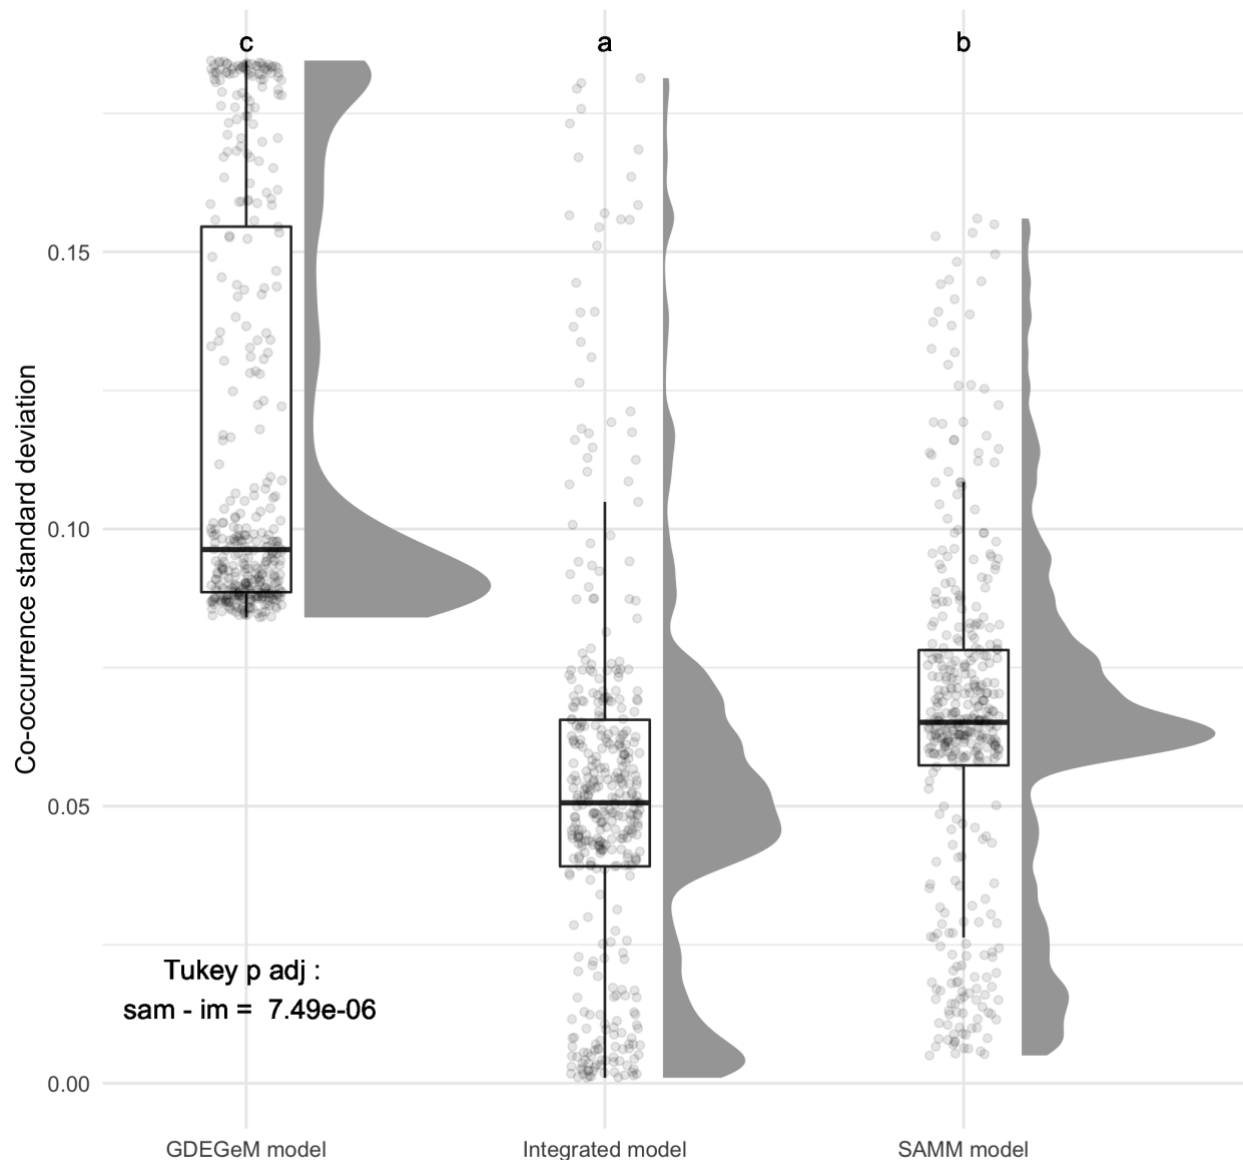 c a b
Co-occurrence standard deviation
0.15
0.10
0.05
0.00
Tukey p adj :
sam - im = 7.49e-06
GDEGeM model Integrated model SAMM model